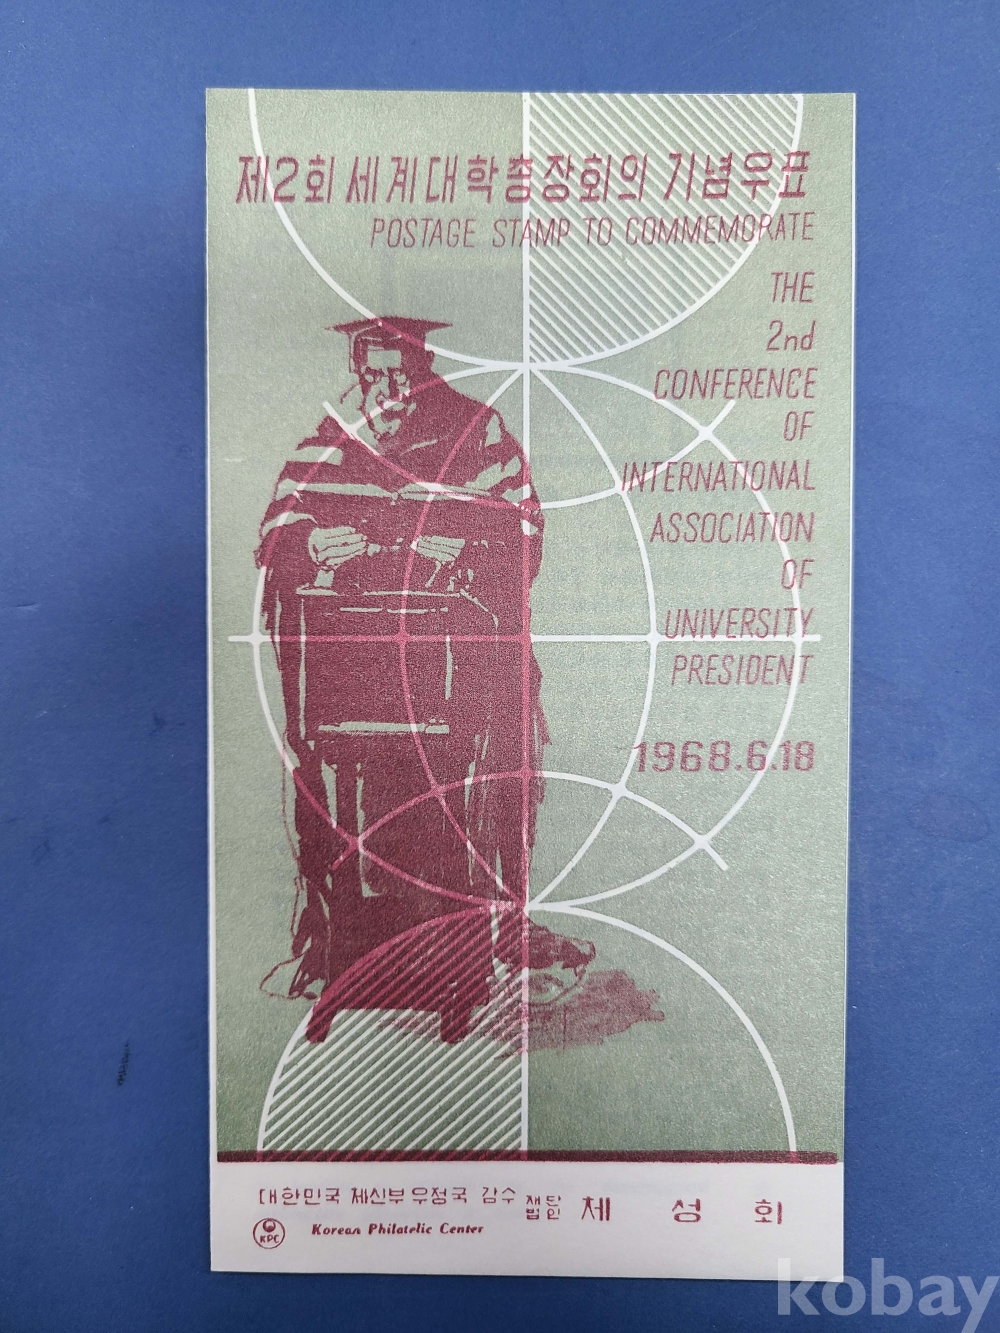 제2회 세계대학총장회의 기념우표
POSTAGE STAMP TO COMMEMORATE
THE
2nd
CONFERENCE
OF
INTERNATIONAL
ASSOCIATION
OF
UNIVERSITY
PRESIDENT
1968.6.18
대한민국 체신부 우정국 감수 재단법인 체성회
KPC Korean Philatelic Center
kobay